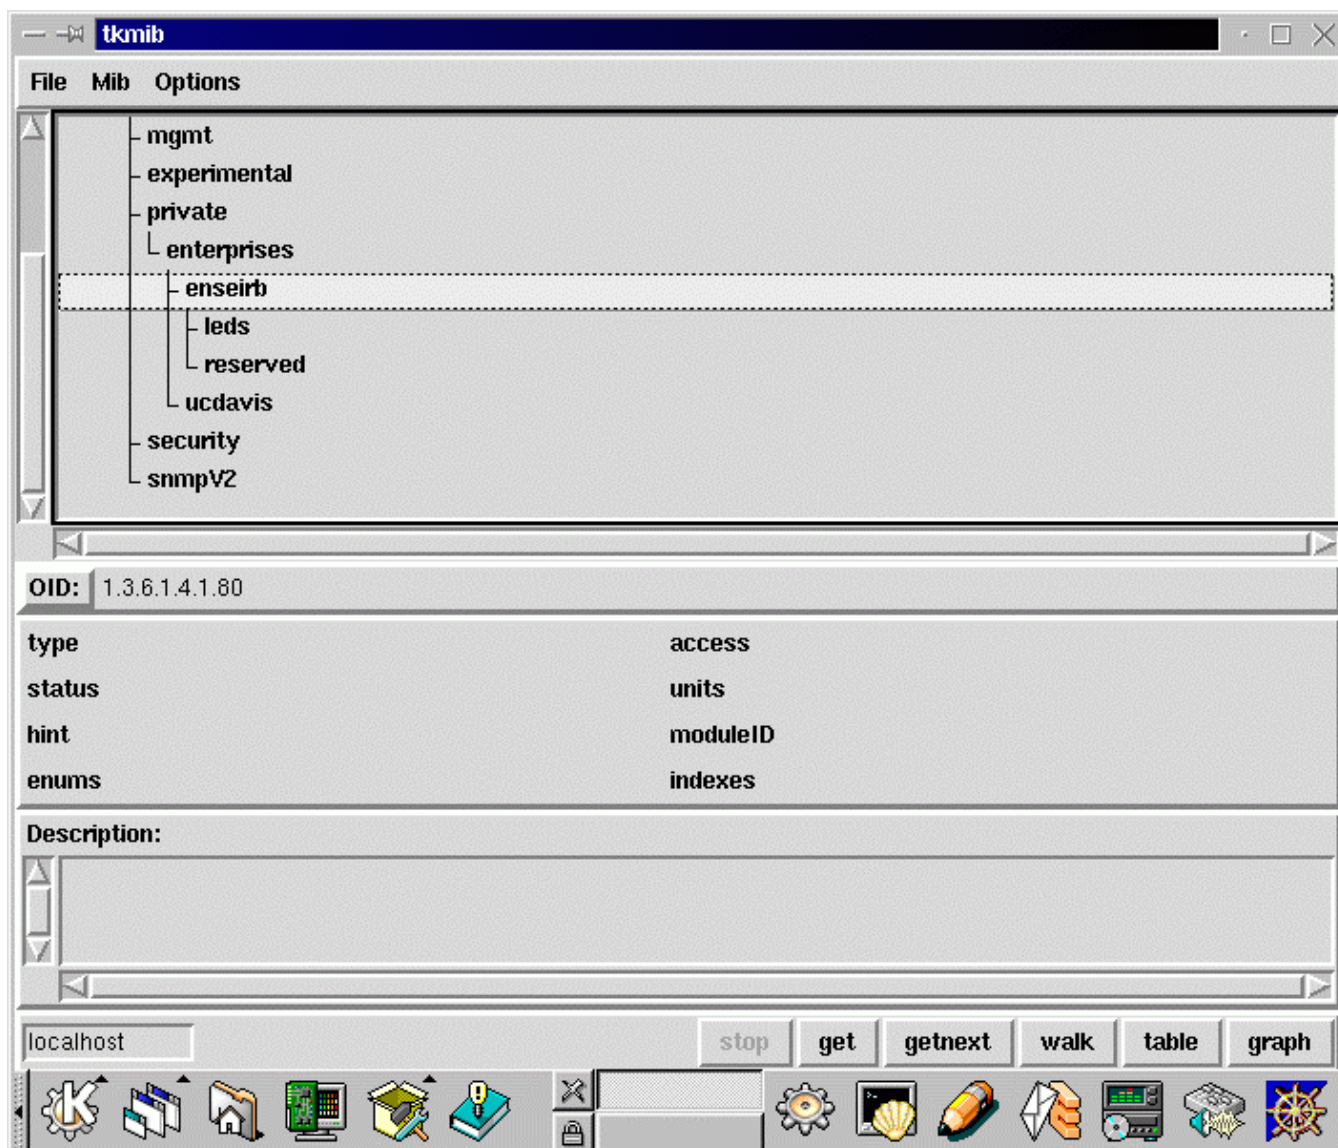 tkmib
File Mib Options
mgmt
experimental
private
enterprises
enseirb
leds
reserved
ucdavis
security
snmpV2
OID: 1.3.6.1.4.1.80
type access
status units
hint moduleID
enums indexes
Description:
localhost stop get getnext walk table graph